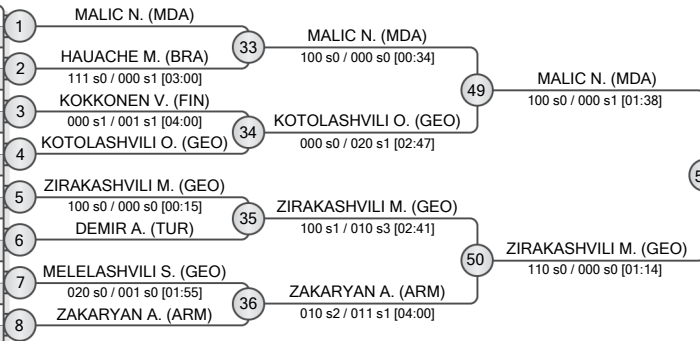 1
MALIC N. (MDA)
2
HAUACHE M. (BRA)
111 s0 / 000 s1 [03:00]
3
KOKKONEN V. (FIN)
000 s1 / 001 s1 [04:00]
4
KOTOLASHVILI O. (GEO)
5
ZIRAKASHVILI M. (GEO)
100 s0 / 000 s0 [00:15]
6
DEMIR A. (TUR)
7
MELELASHVILI S. (GEO)
020 s0 / 001 s0 [01:55]
8
ZAKARYAN A. (ARM)
33
MALIC N. (MDA)
100 s0 / 000 s0 [00:34]
34
KOTOLASHVILI O. (GEO)
000 s0 / 020 s1 [02:47]
35
ZIRAKASHVILI M. (GEO)
100 s1 / 010 s3 [02:41]
36
ZAKARYAN A. (ARM)
010 s2 / 011 s1 [04:00]
49
MALIC N. (MDA)
100 s0 / 000 s1 [01:38]
50
ZIRAKASHVILI M. (GEO)
110 s0 / 000 s0 [01:14]